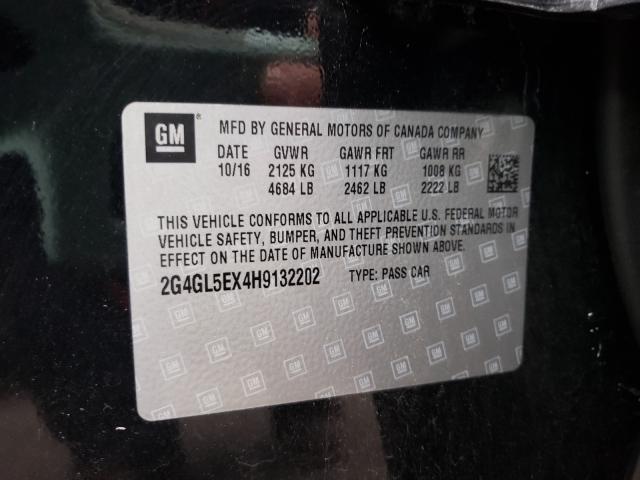 GM
MFD BY GENERAL MOTORS OF CANADA COMPANY
DATE GVWR GAWR FRT GAWR RR
10/16 2125 KG 1117 KG 1008 KG
4684 LB 2462 LB 2222 LB
THIS VEHICLE CONFORMS TO ALL APPLICABLE U.S. FEDERAL MOTOR
VEHICLE SAFETY, BUMPER, AND THEFT PREVENTION STANDARDS IN
EFFECT ON THE DATE OF MANUFACTURE SHOWN ABOVE.
2G4GL5EX4H9132202 TYPE: PASS CAR